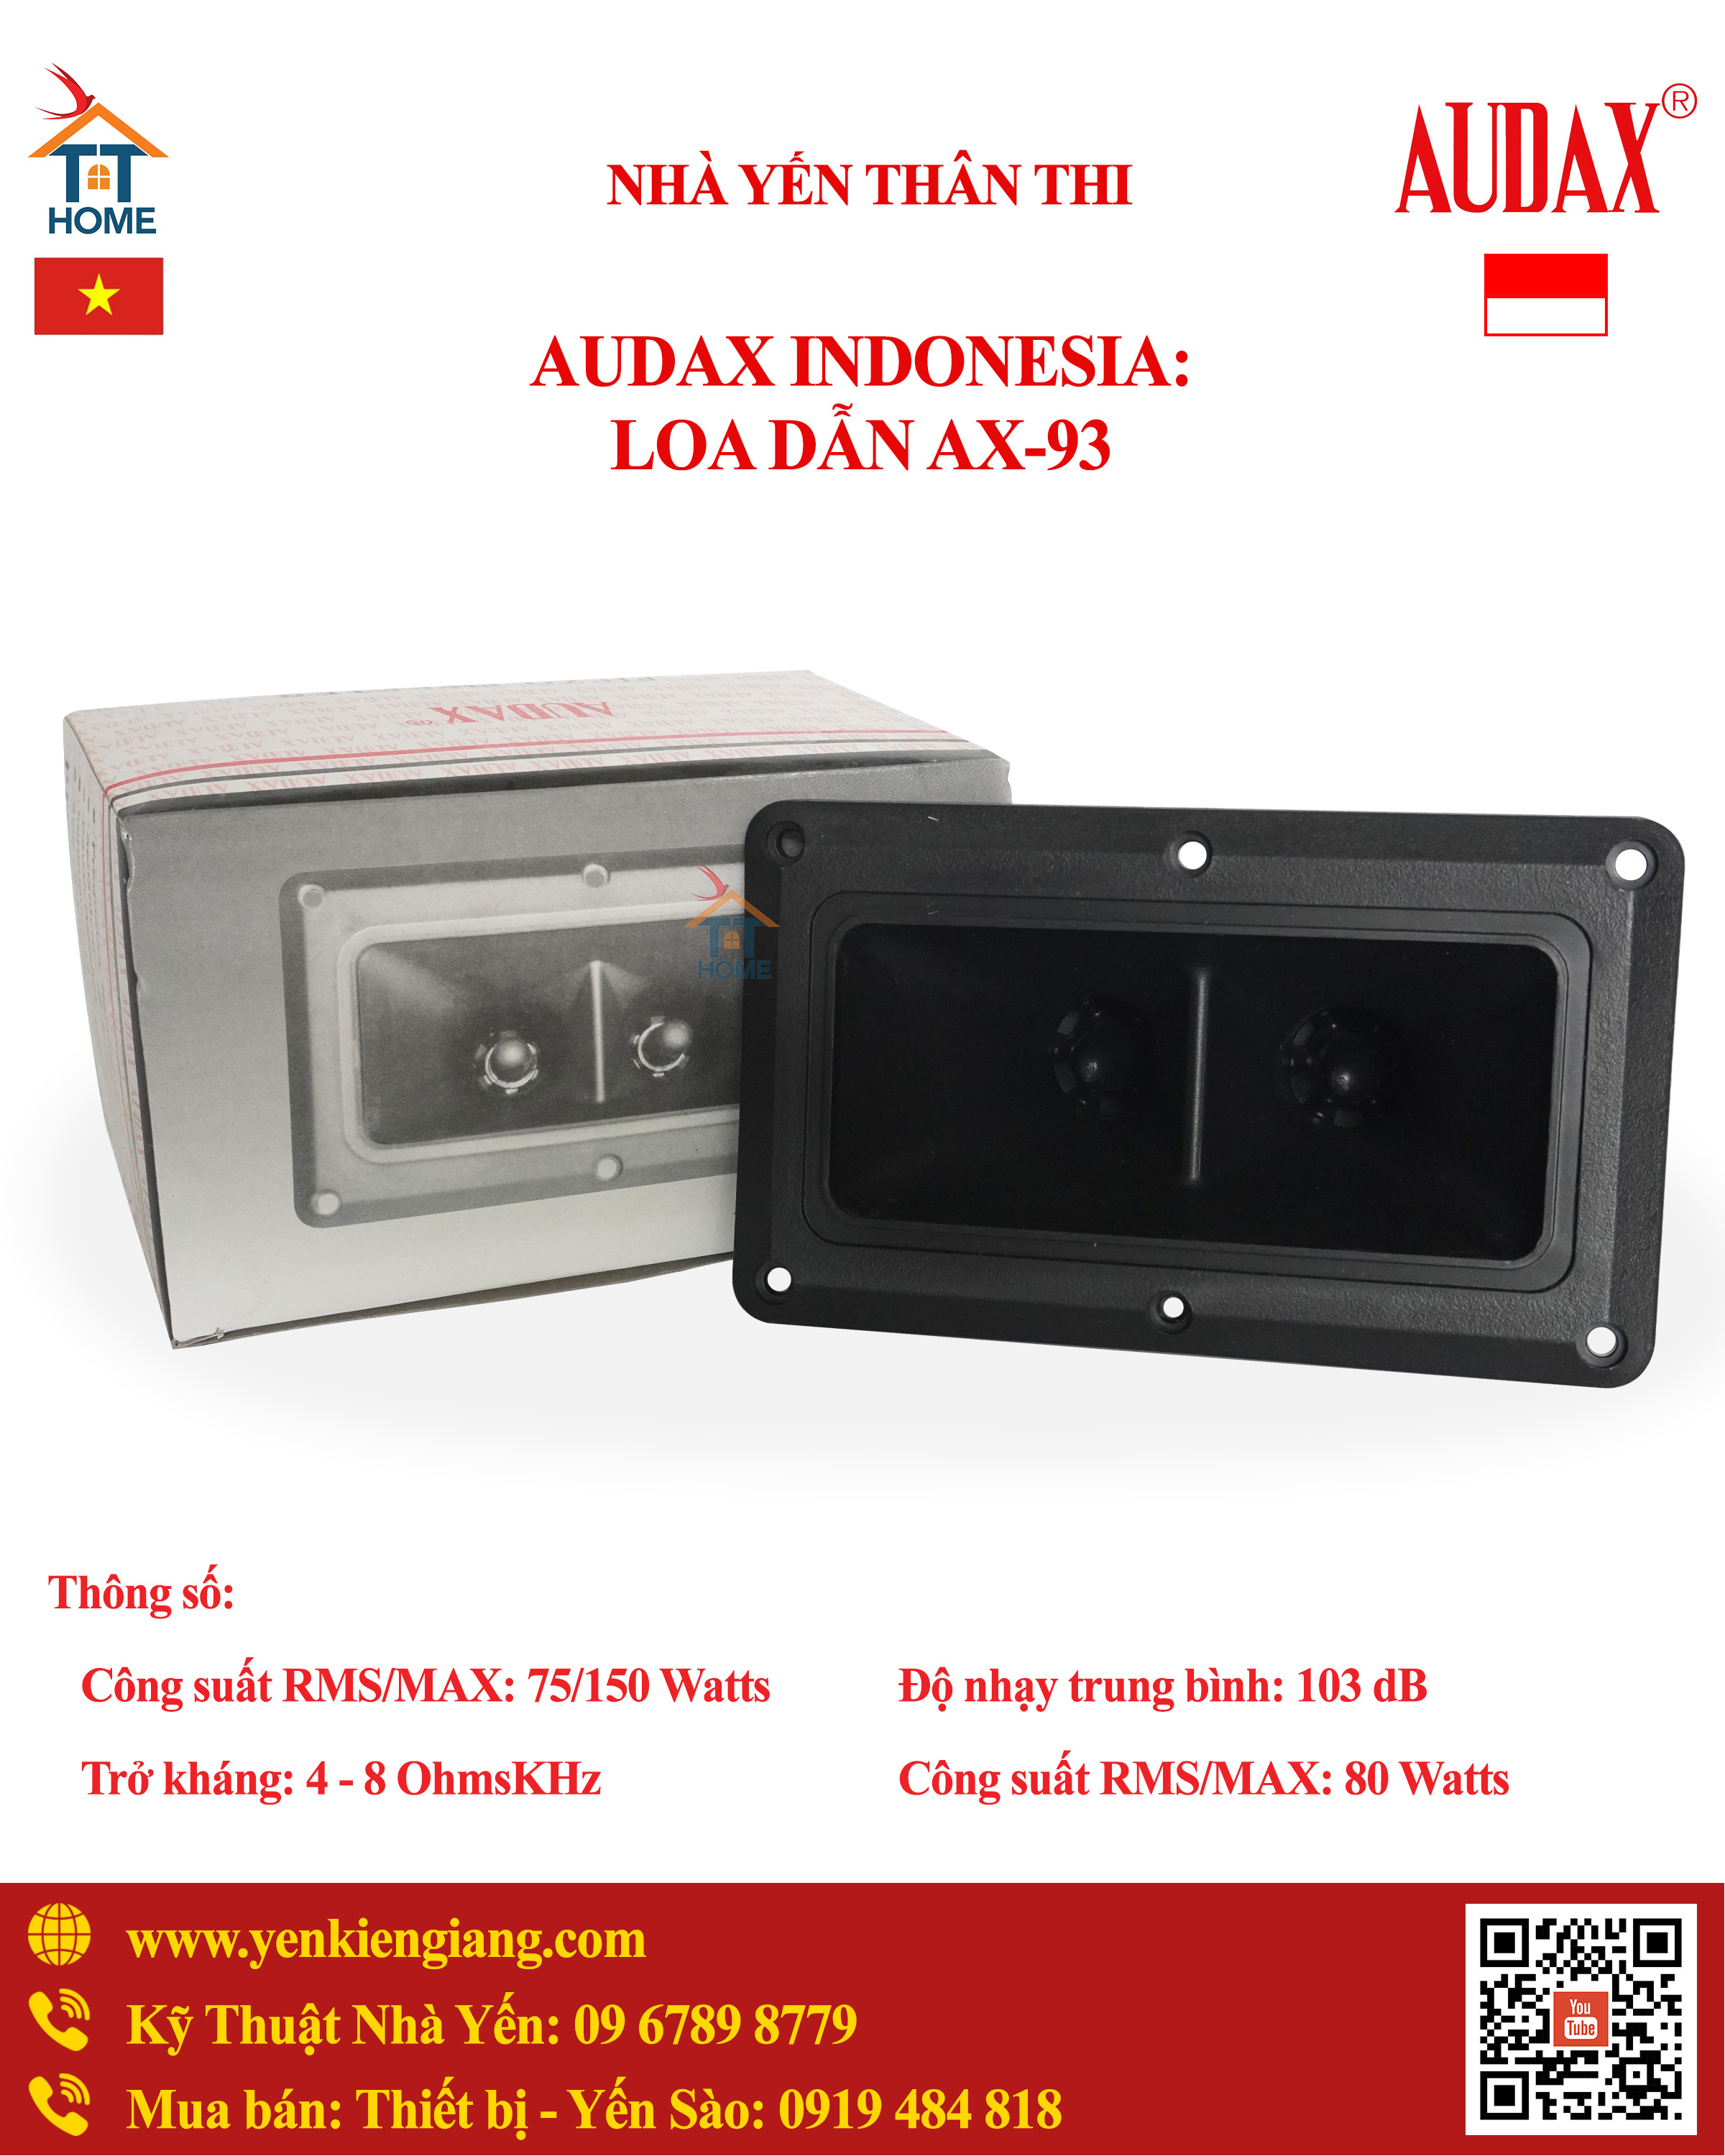 TT
HOME
NHÀ YẾN THÂN THI
AUDAX®
AUDAX INDONESIA:
LOA DẪN AX-93
AUDAX
TT
HOME
Thông số:
Công suất RMS/MAX: 75/150 Watts
Độ nhạy trung bình: 103 dB
Trở kháng: 4 - 8 OhmsKHz
Công suất RMS/MAX: 80 Watts
www.yenkiengiang.com
Kỹ Thuật Nhà Yến: 09 6789 8779
Mua bán: Thiết bị - Yến Sào: 0919 484 818
You
Tube